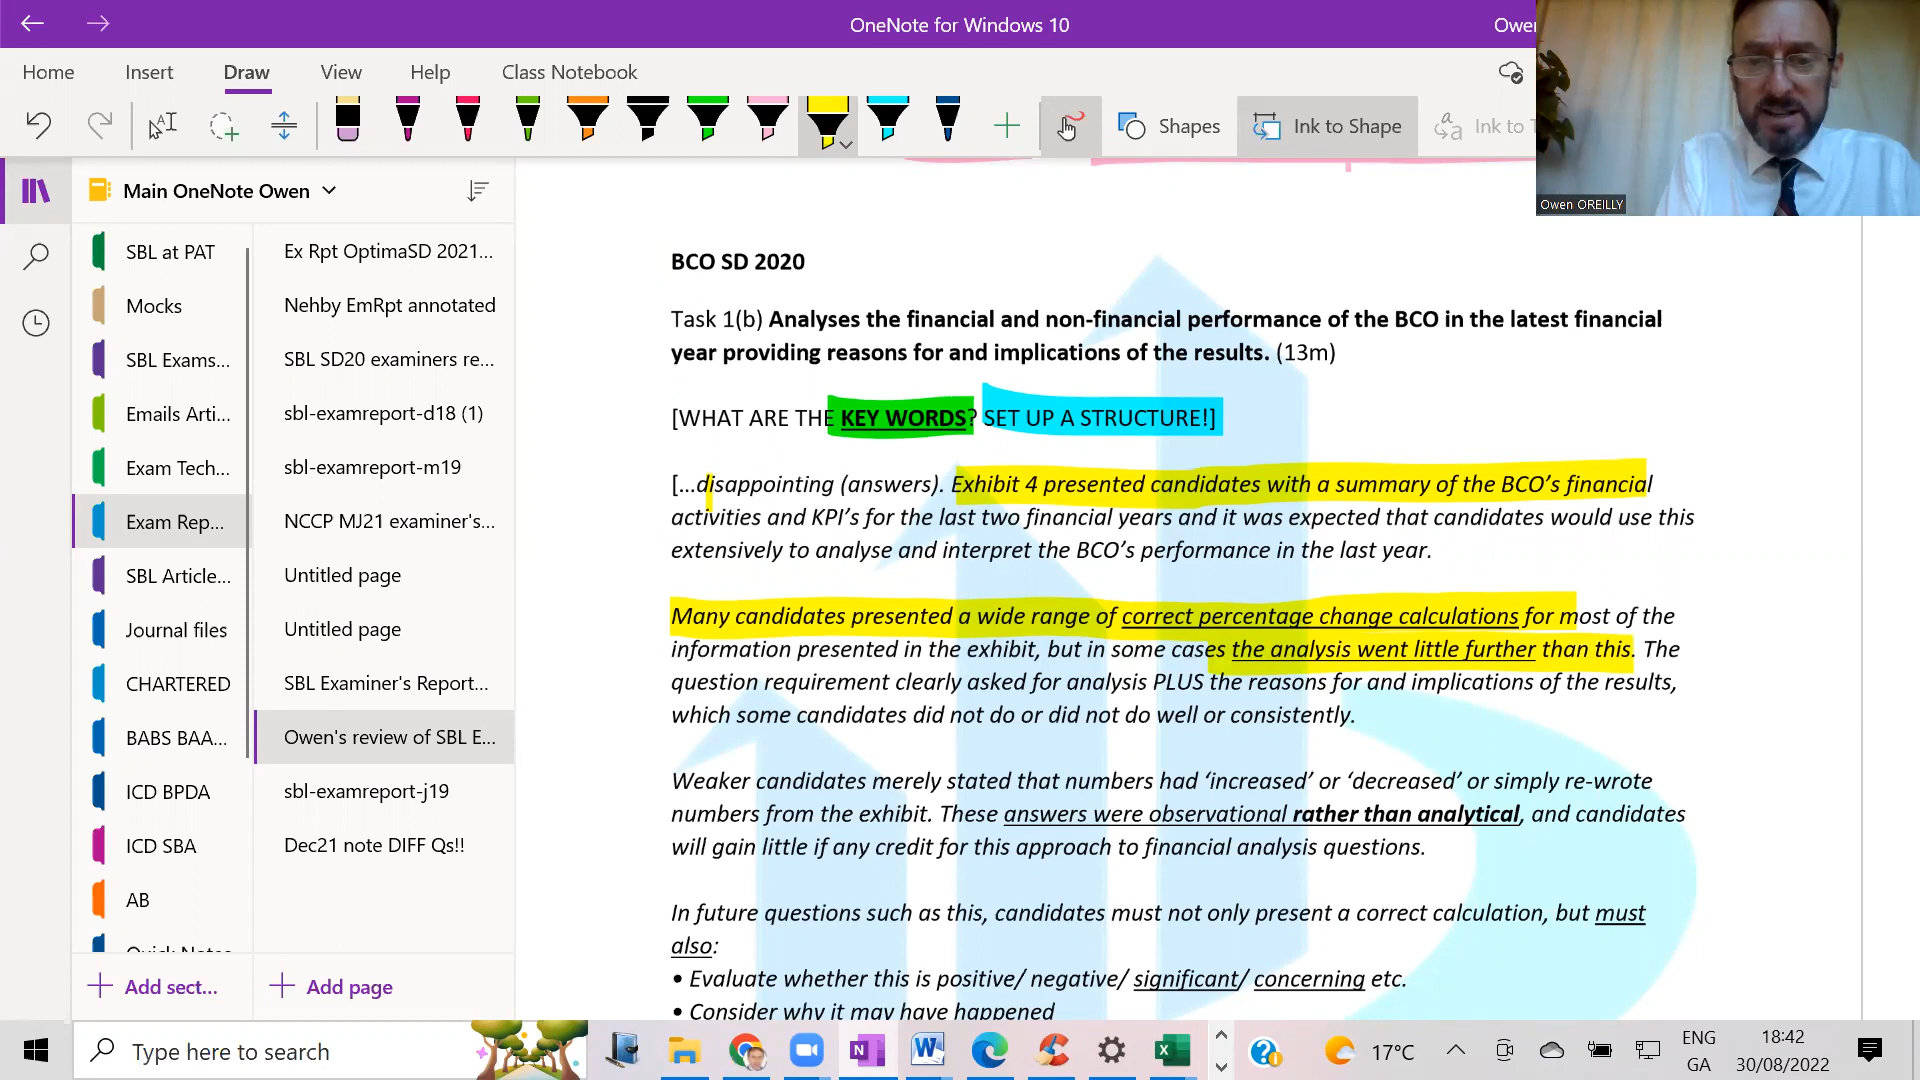 OneNote for Windows 10
Owen
Home
Insert
Draw
View
Help
Class Notebook
Shapes
Ink to Shape
Ink to T
Owen OREILLY
Main OneNote Owen
SBL at PAT
Mocks
SBL Exams...
Emails Arti...
Exam Tech...
Exam Rep...
SBL Article...
Journal files
CHARTERED
BABS BAA...
ICD BPDA
ICD SBA
AB
Quick Notes
Add sect...
Ex Rpt OptimaSD 2021...
Nehby EmRpt annotated
SBL SD20 examiners re...
sbl-examreport-d18 (1)
sbl-examreport-m19
NCCP MJ21 examiner's...
Untitled page
Untitled page
SBL Examiner's Report...
Owen's review of SBL E...
sbl-examreport-j19
Dec21 note DIFF Qs!!
Add page
BCO SD 2020
Task 1(b) Analyses the financial and non-financial performance of the BCO in the latest financial
year providing reasons for and implications of the results. (13m)
[WHAT ARE THE KEY WORDS? SET UP A STRUCTURE!]
[...disappointing (answers). Exhibit 4 presented candidates with a summary of the BCO’s financial
activities and KPI’s for the last two financial years and it was expected that candidates would use this
extensively to analyse and interpret the BCO’s performance in the last year.
Many candidates presented a wide range of correct percentage change calculations for most of the
information presented in the exhibit, but in some cases the analysis went little further than this. The
question requirement clearly asked for analysis PLUS the reasons for and implications of the results,
which some candidates did not do or did not do well or consistently.
Weaker candidates merely stated that numbers had ‘increased’ or ‘decreased’ or simply re-wrote
numbers from the exhibit. These answers were observational rather than analytical, and candidates
will gain little if any credit for this approach to financial analysis questions.
In future questions such as this, candidates must not only present a correct calculation, but must
also:
• Evaluate whether this is positive/ negative/ significant/ concerning etc.
• Consider why it may have happened
Type here to search
17°C
ENG
GA
18:42
30/08/2022